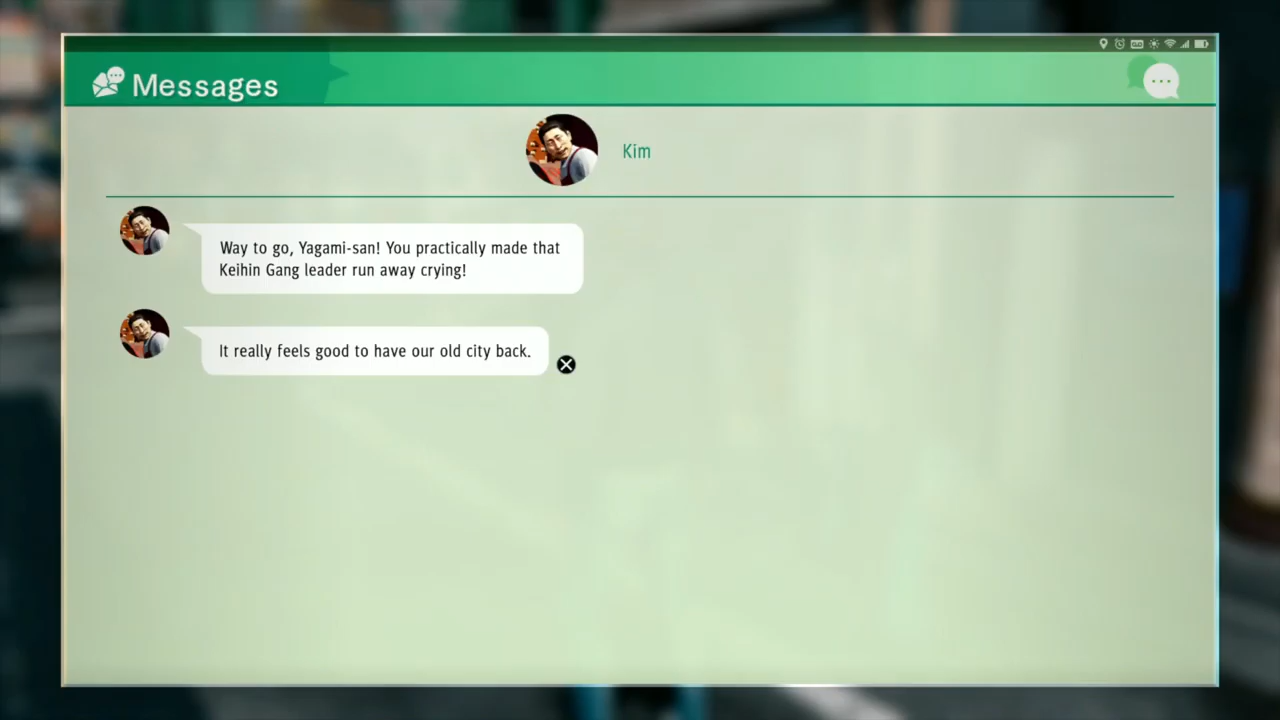 Messages
Kim
Way to go, Yagami-san! You practically made that
Keihin Gang leader run away crying!
It really feels good to have our old city back.